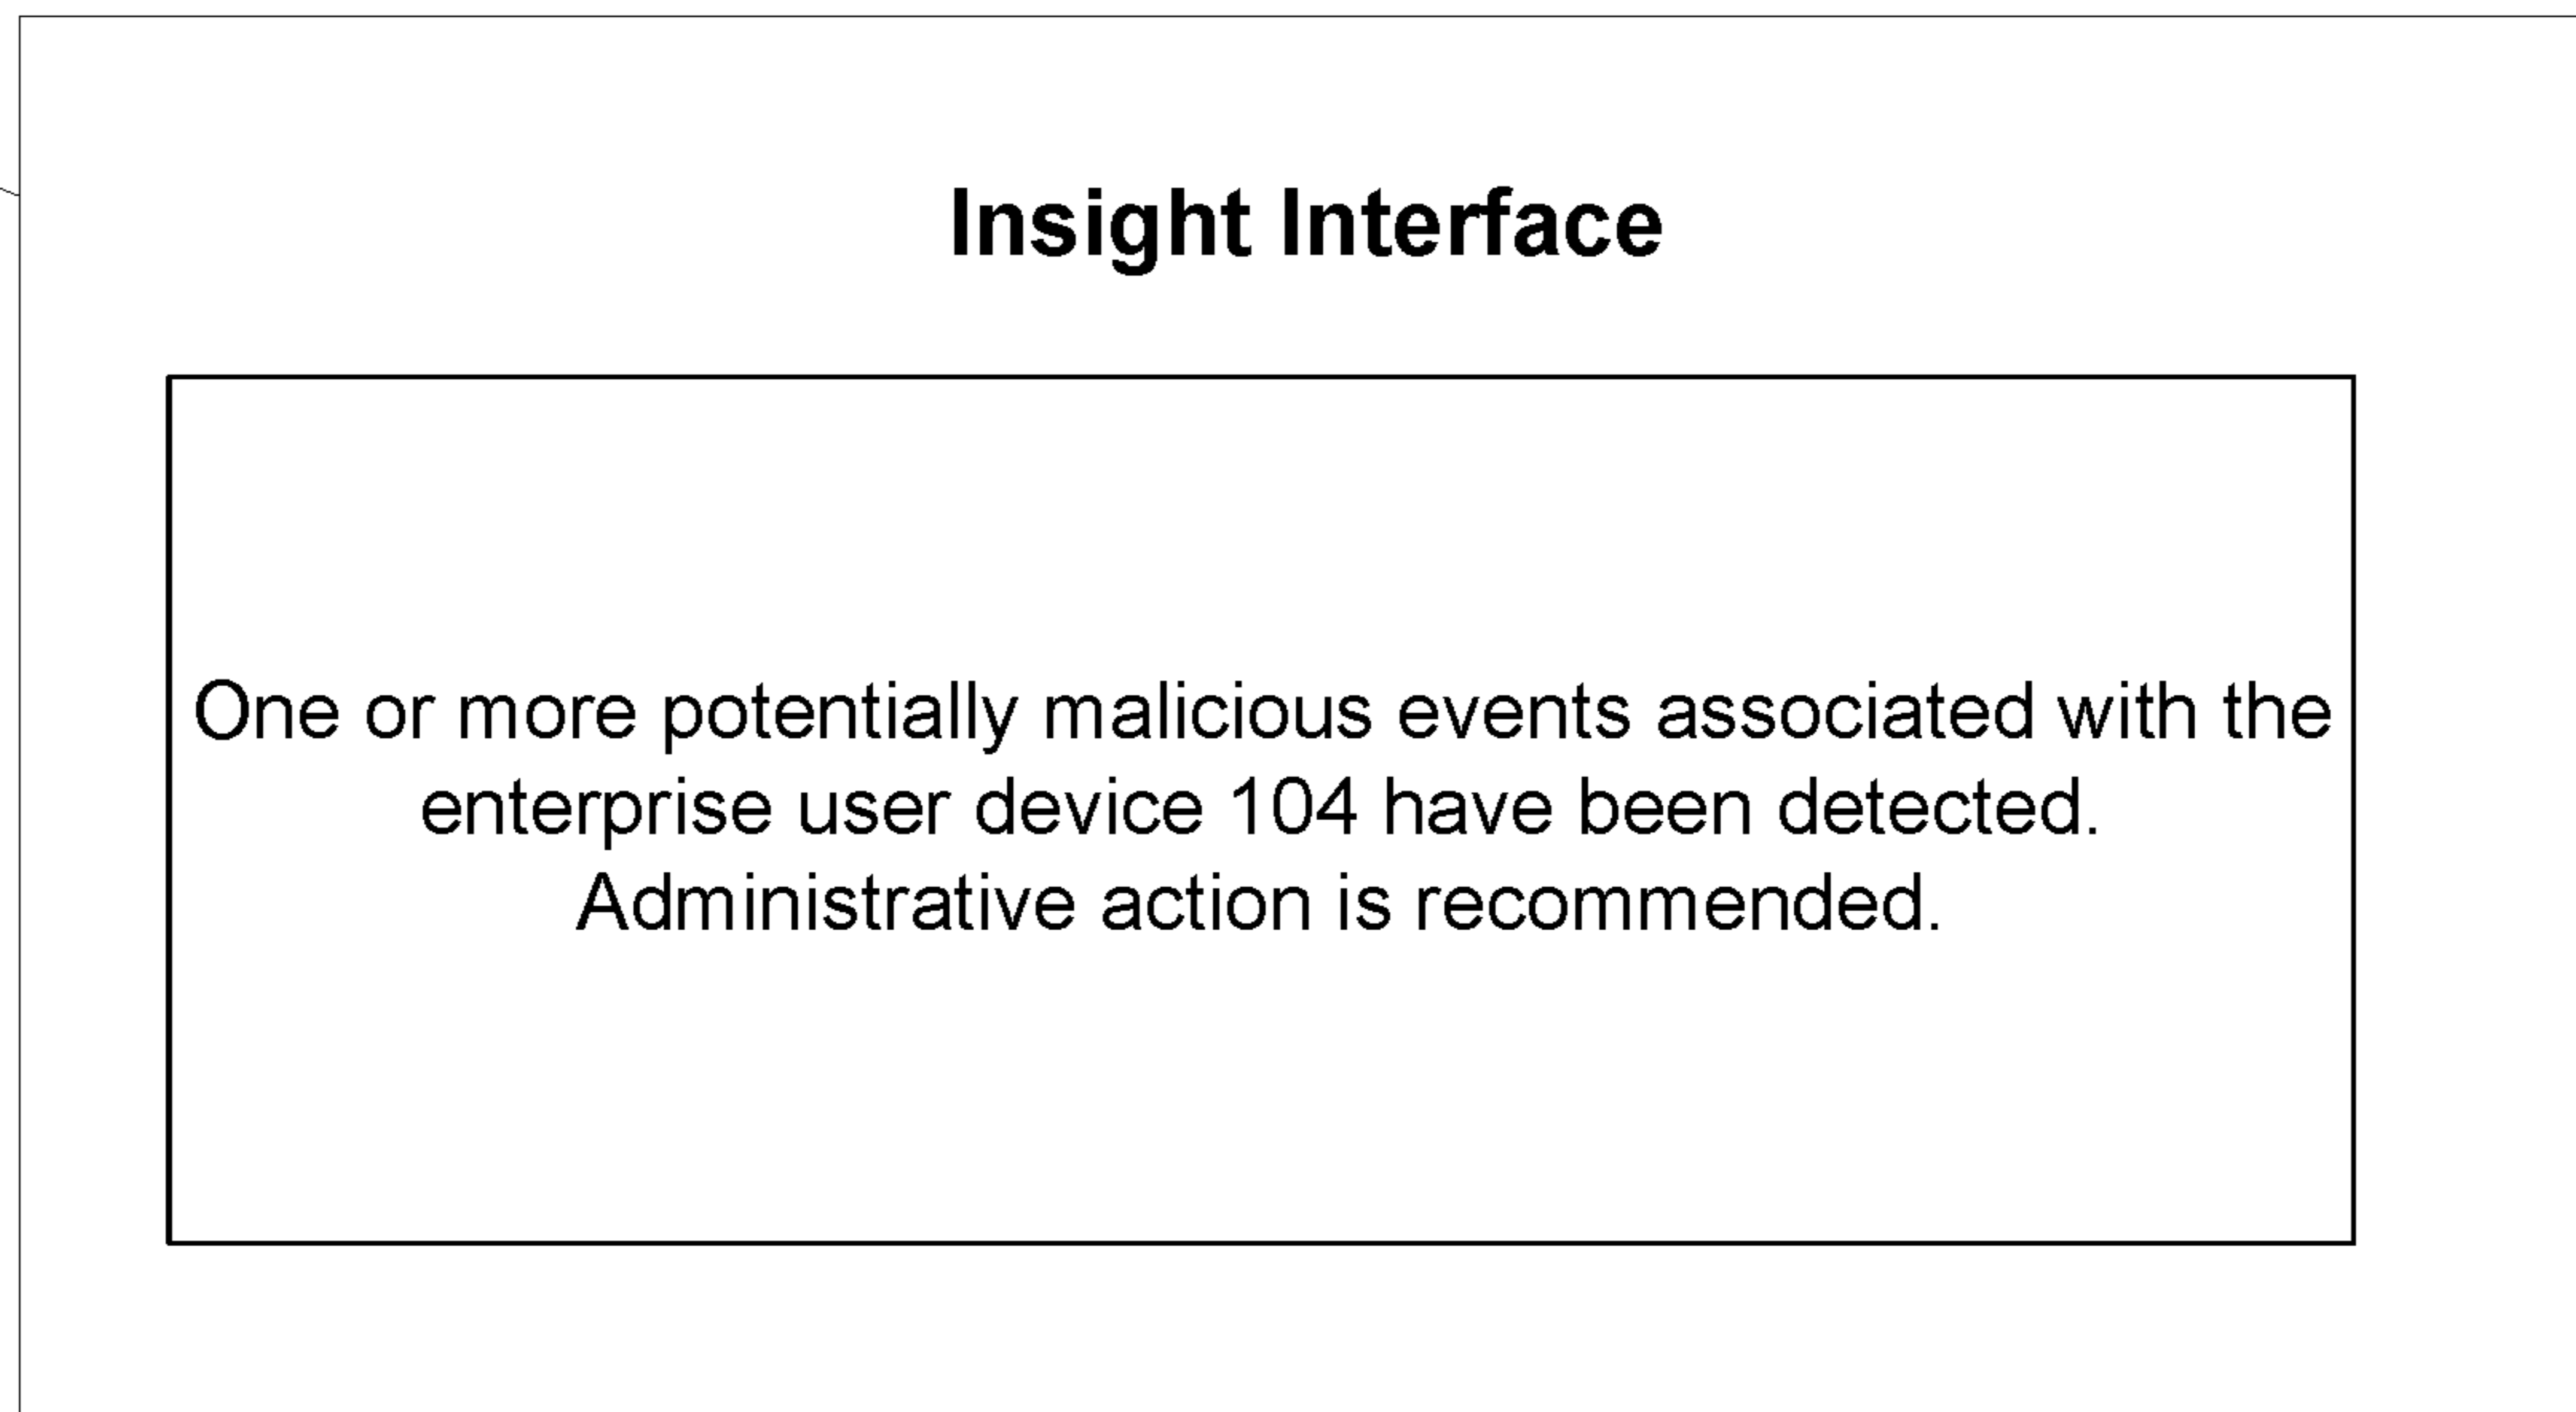 Insight Interface
One or more potentially malicious events associated with the
enterprise user device 104 have been detected.
Administrative action is recommended.